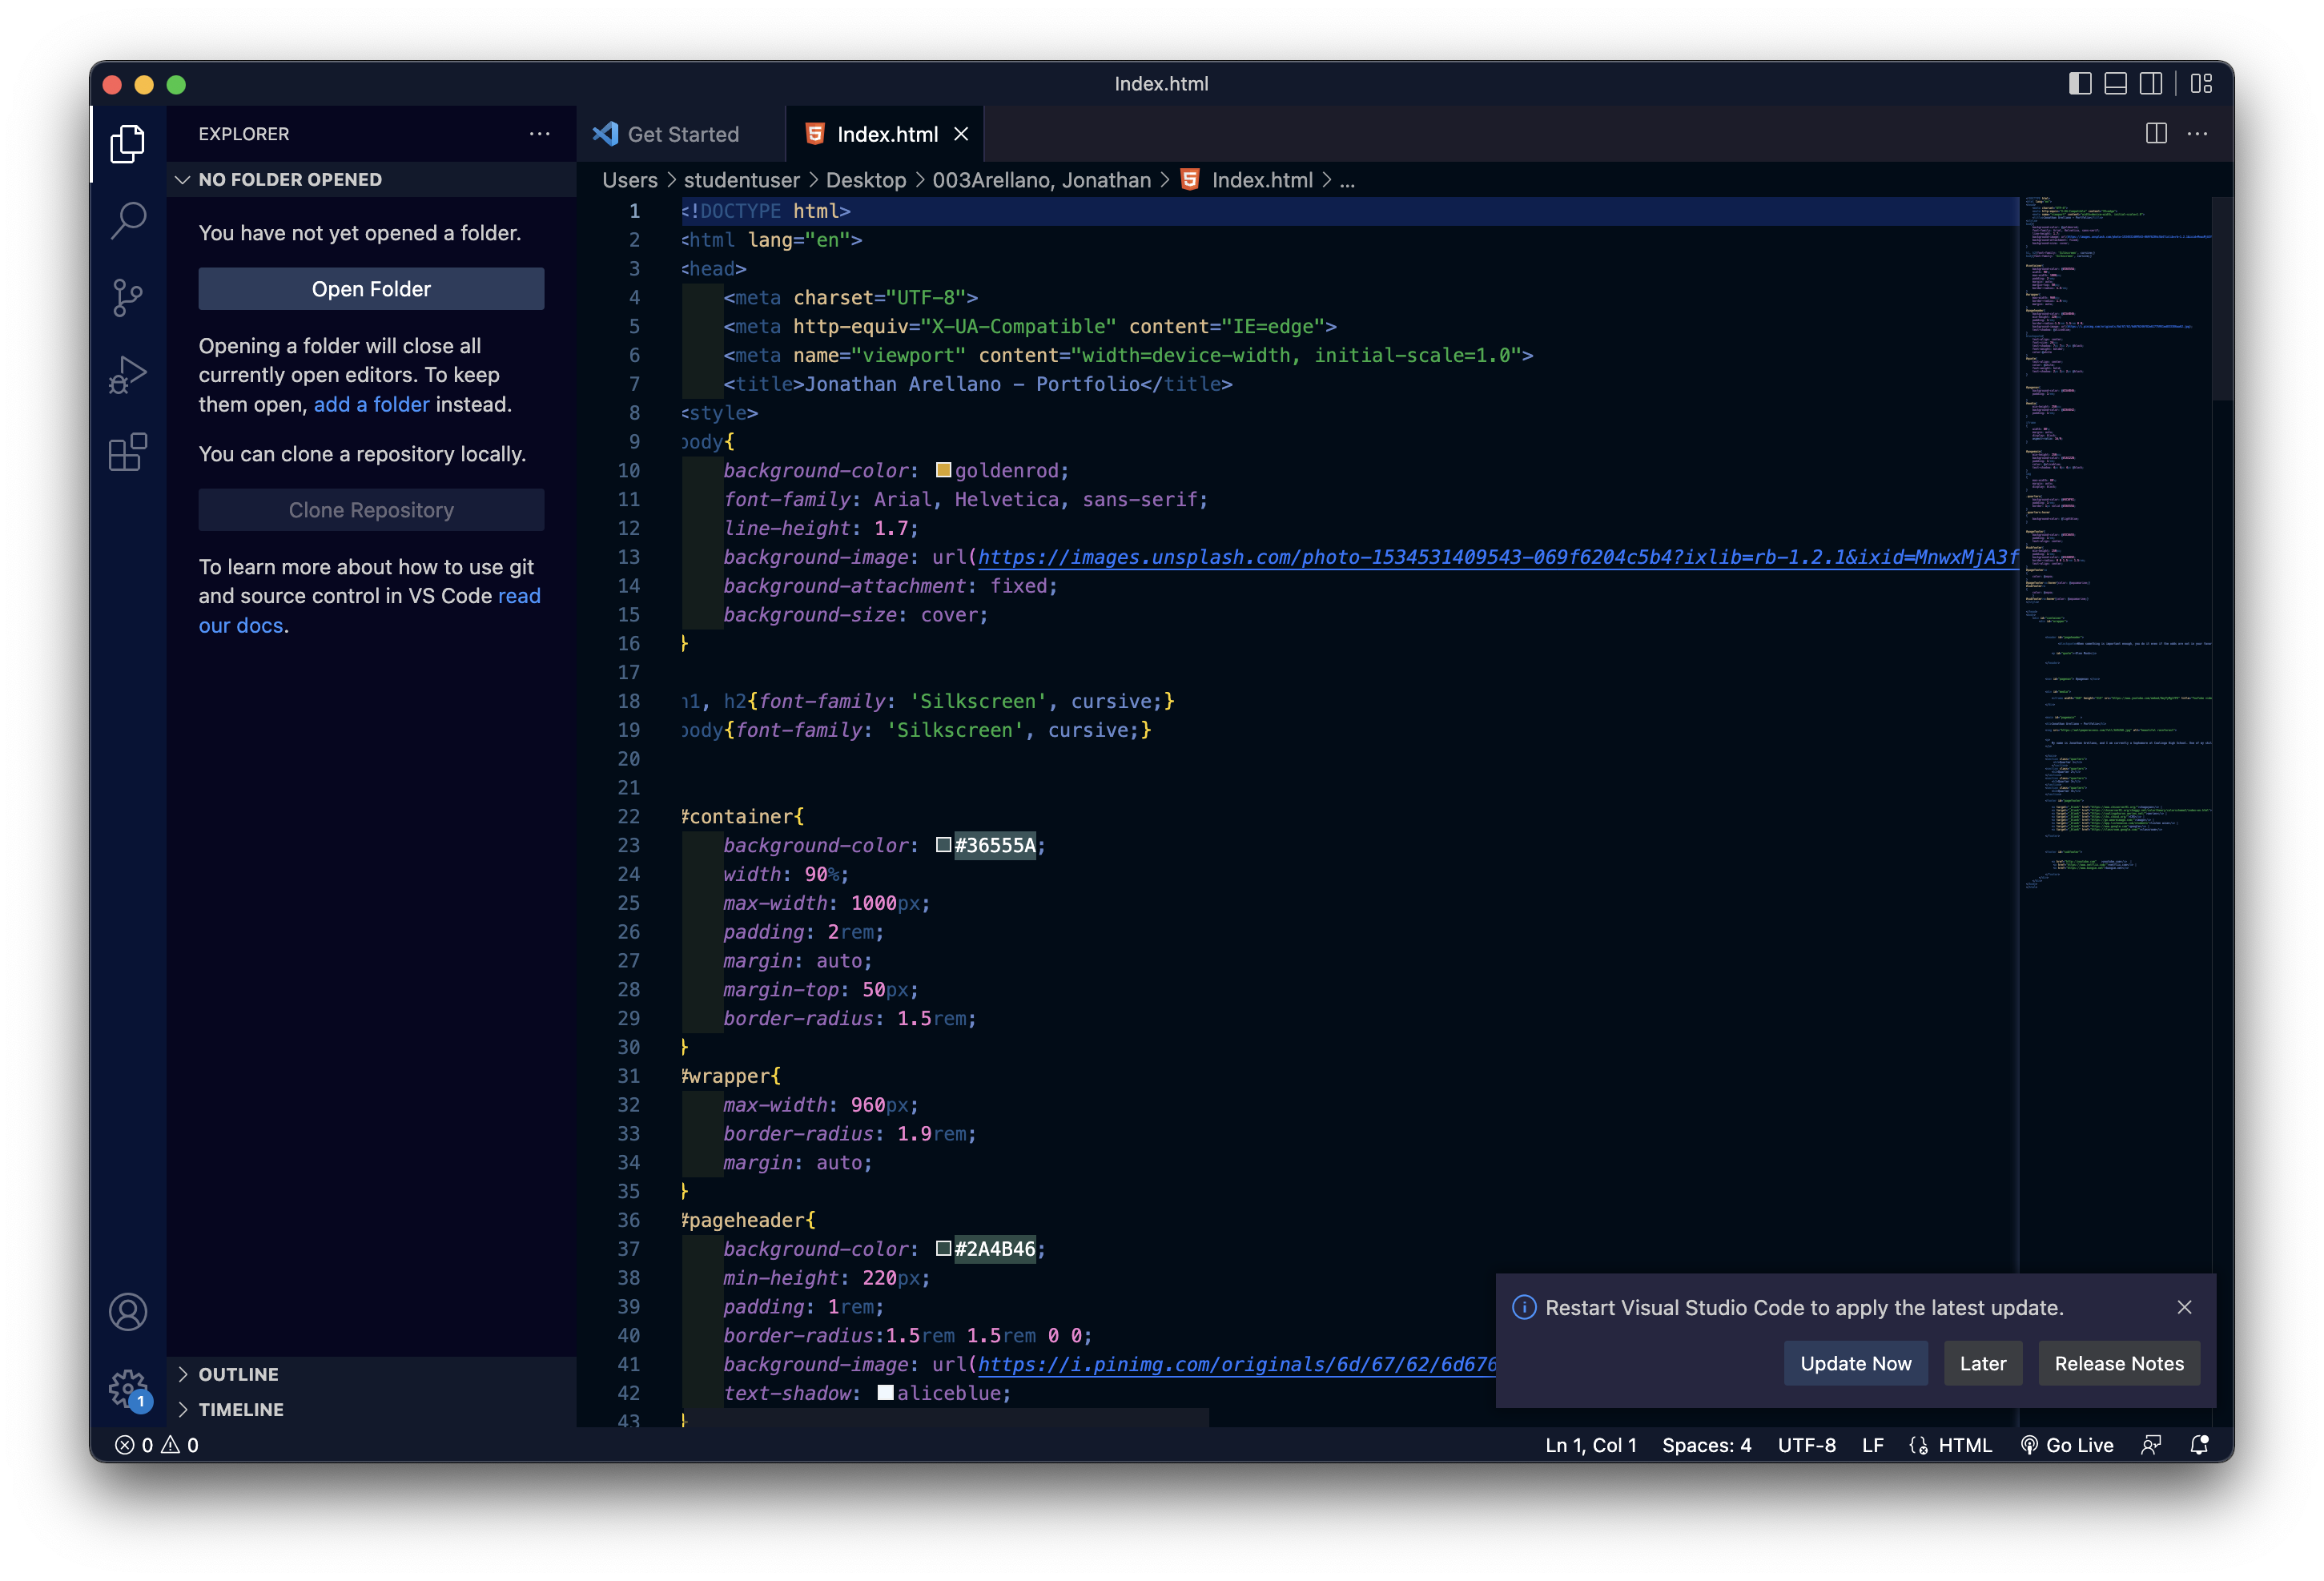 Index.html
EXPLORER
NO FOLDER OPENED
You have not yet opened a folder.
Open Folder
Opening a folder will close all
currently open editors. To keep
them open, add a folder instead.
You can clone a repository locally.
Clone Repository
To learn more about how to use git
and source control in VS Code read
our docs.
OUTLINE
TIMELINE
Get Started
Index.html
Users > studentuser > Desktop > 003Arellano, Jonathan > Index.html > ...
1 <!DOCTYPE html>
2 <html lang="en">
3 <head>
4 <meta charset="UTF-8">
5 <meta http-equiv="X-UA-Compatible" content="IE=edge">
6 <meta name="viewport" content="width=device-width, initial-scale=1.0">
7 <title>Jonathan Arellano - Portfolio</title>
8 <style>
9 body{
10 background-color: goldenrod;
11 font-family: Arial, Helvetica, sans-serif;
12 line-height: 1.7;
13 background-image: url(https://images.unsplash.com/photo-1534531409543-069f6204c5b4?ixlib=rb-1.2.1&ixid=MnwxMjA3f
14 background-attachment: fixed;
15 background-size: cover;
16 }
17
18 h1, h2{font-family: 'Silkscreen', cursive;}
19 body{font-family: 'Silkscreen', cursive;}
20
21
22 #container{
23 background-color: #36555A;
24 width: 90%;
25 max-width: 1000px;
26 padding: 2rem;
27 margin: auto;
28 margin-top: 50px;
29 border-radius: 1.5rem;
30 }
31 #wrapper{
32 max-width: 960px;
33 border-radius: 1.9rem;
34 margin: auto;
35 }
36 #pageheader{
37 background-color: #2A4B46;
38 min-height: 220px;
39 padding: 1rem;
40 border-radius:1.5rem 1.5rem 0 0;
41 background-image: url(https://i.pinimg.com/originals/6d/67/62/6d676
42 text-shadow: aliceblue;
43 }
Restart Visual Studio Code to apply the latest update.
Update Now
Later
Release Notes
1
0 0
Ln 1, Col 1
Spaces: 4
UTF-8
LF
HTML
Go Live